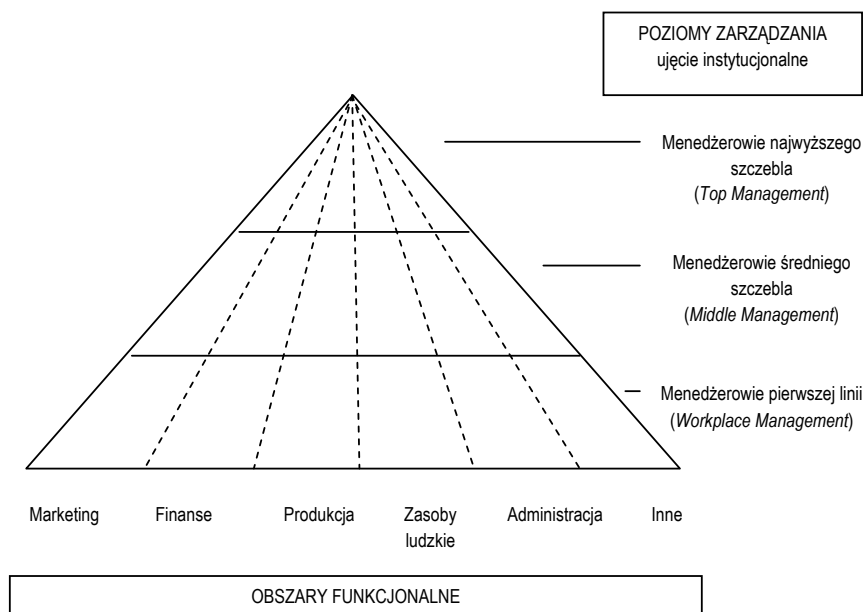 POZIOMY ZARZĄDZANIA
ujęcie instytucjonalne
Menedżerowie najwyższego
szczebla
(Top Management)
Menedżerowie średniego
szczebla
(Middle Management)
Menedżerowie pierwszej linii
(Workplace Management)
Marketing Finanse Produkcja Zasoby Administracja Inne
ludzkie
OBSZARY FUNKCJONALNE